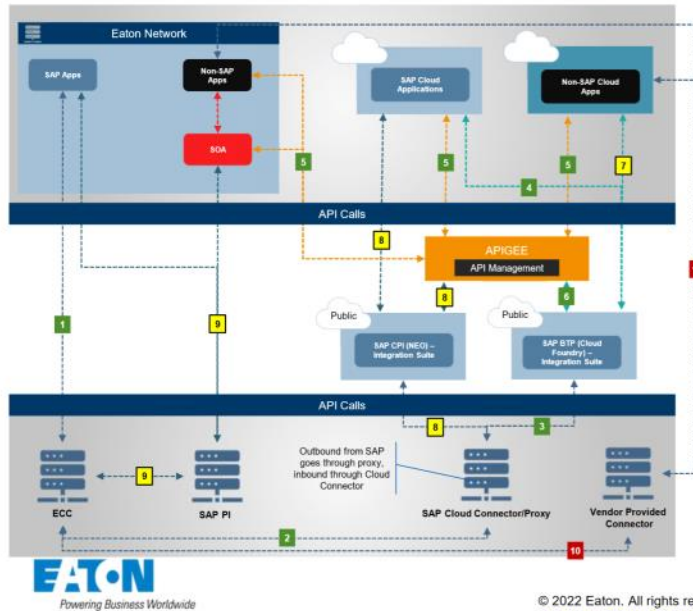 Eaton Network
SAP Apps
Non-SAP
Apps
SAP Cloud
Applications
Non-SAP Cloud
Apps
SOA
5
5
5
7
4
API Calls
8
APIGEE
API Management
1
9
8
6
Public
Public
SAP CPI (NEO) –
Integration Suite
SAP BTP (Cloud
Foundry) –
Integration Suite
API Calls
8
3
Outbound from SAP
goes through proxy,
inbound through Cloud
Connector
9
ECC
SAP PI
SAP Cloud Connector/Proxy
Vendor Provided
Connector
2
10
EATON
Powering Business Worldwide
© 2022 Eaton. All rights re